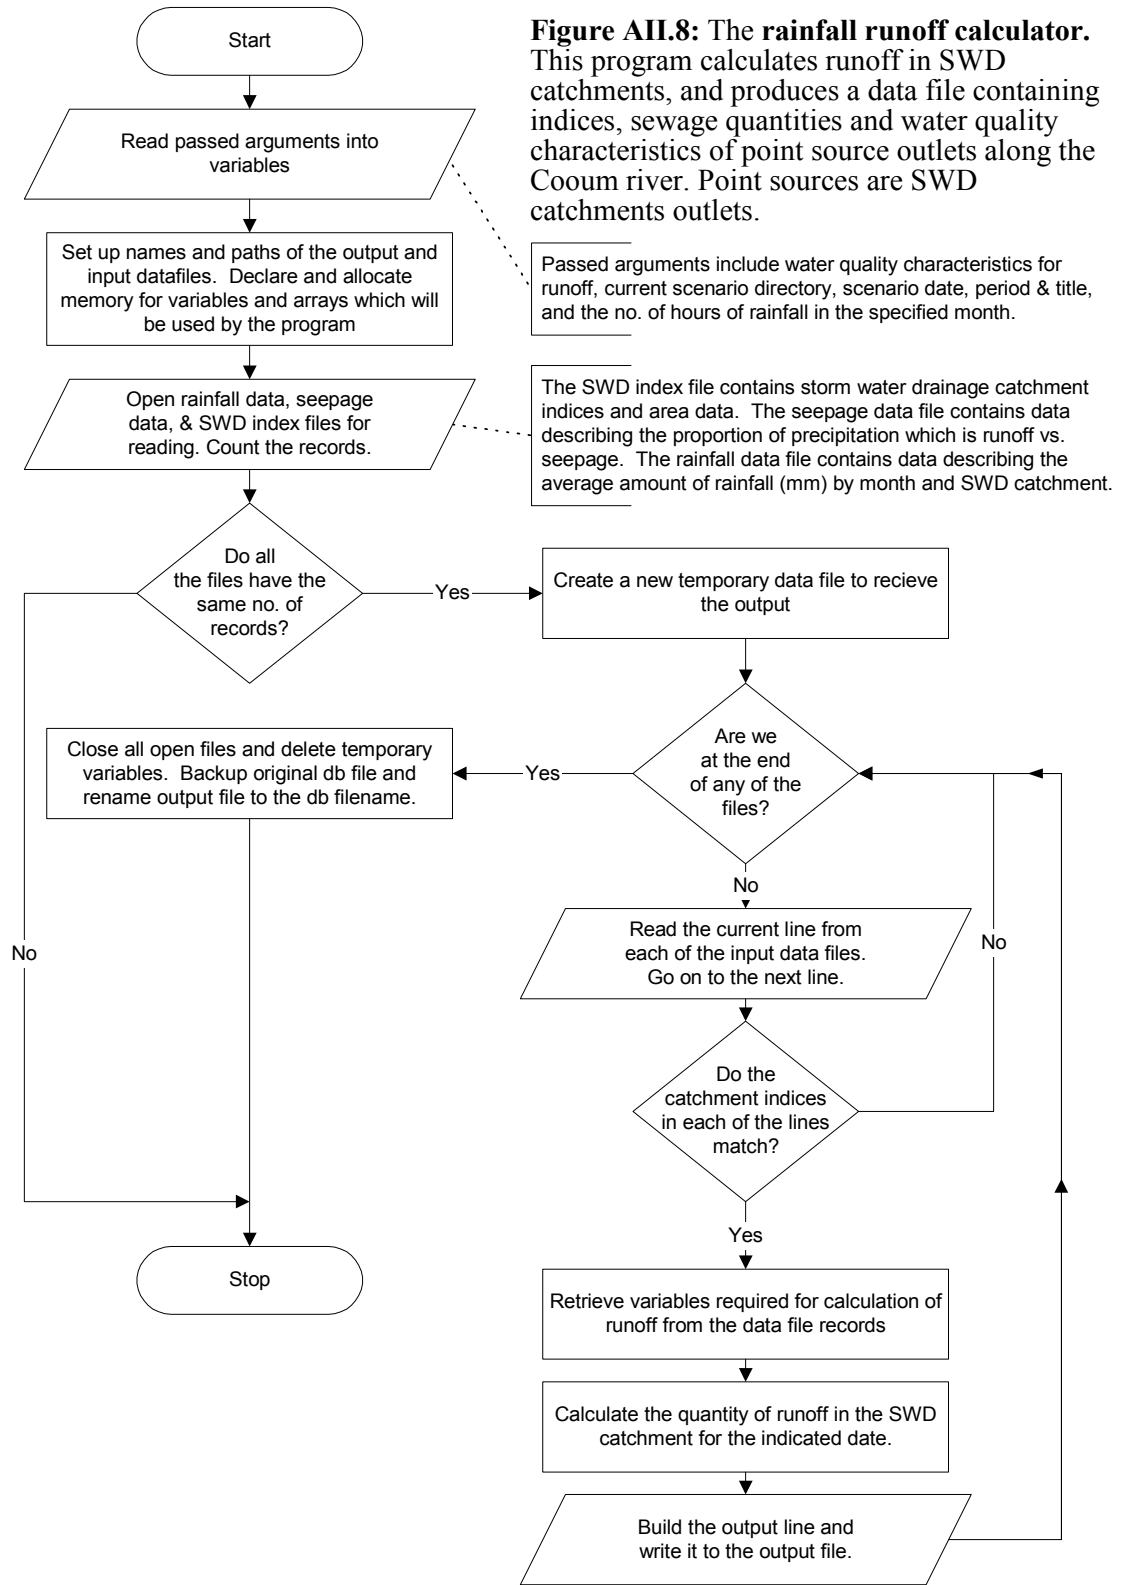 Start
Figure AII.8: The rainfall runoff calculator.
This program calculates runoff in SWD
catchments, and produces a data file containing
indices, sewage quantities and water quality
characteristics of point source outlets along the
Cooum river. Point sources are SWD
catchments outlets.
Read passed arguments into
variables
Set up names and paths of the output and
input datafiles. Declare and allocate
memory for variables and arrays which will
be used by the program
Passed arguments include water quality characteristics for
runoff, current scenario directory, scenario date, period & title,
and the no. of hours of rainfall in the specified month.
Open rainfall data, seepage
data, & SWD index files for
reading. Count the records.
The SWD index file contains storm water drainage catchment
indices and area data. The seepage data file contains data
describing the proportion of precipitation which is runoff vs.
seepage. The rainfall data file contains data describing the
average amount of rainfall (mm) by month and SWD catchment.
Do all
the files have the
same no. of
records?
Yes
Create a new temporary data file to recieve
the output
Are we
at the end
of any of the
files?
Yes
Close all open files and delete temporary
variables. Backup original db file and
rename output file to the db filename.
No
Read the current line from
each of the input data files.
Go on to the next line.
No
No
Do the
catchment indices
in each of the lines
match?
Yes
Stop
Retrieve variables required for calculation of
runoff from the data file records
Calculate the quantity of runoff in the SWD
catchment for the indicated date.
Build the output line and
write it to the output file.